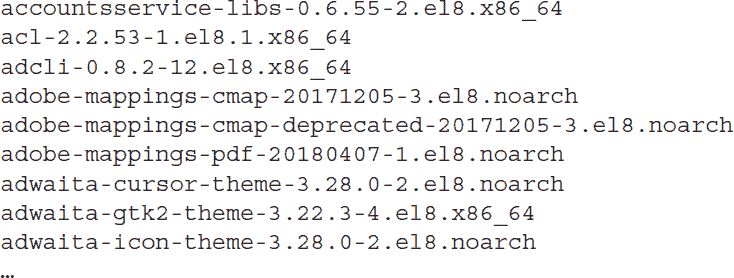 accountsservice-libs-0.6.55-2.el8.x86_64
acl-2.2.53-1.el8.1.x86_64
adcli-0.8.2-12.el8.x86_64
adobe-mappings-cmap-20171205-3.el8.noarch
adobe-mappings-cmap-deprecated-20171205-3.el8.noarch
adobe-mappings-pdf-20180407-1.el8.noarch
adwaita-cursor-theme-3.28.0-2.el8.noarch
adwaita-gtk2-theme-3.22.3-4.el8.x86_64
adwaita-icon-theme-3.28.0-2.el8.noarch
…